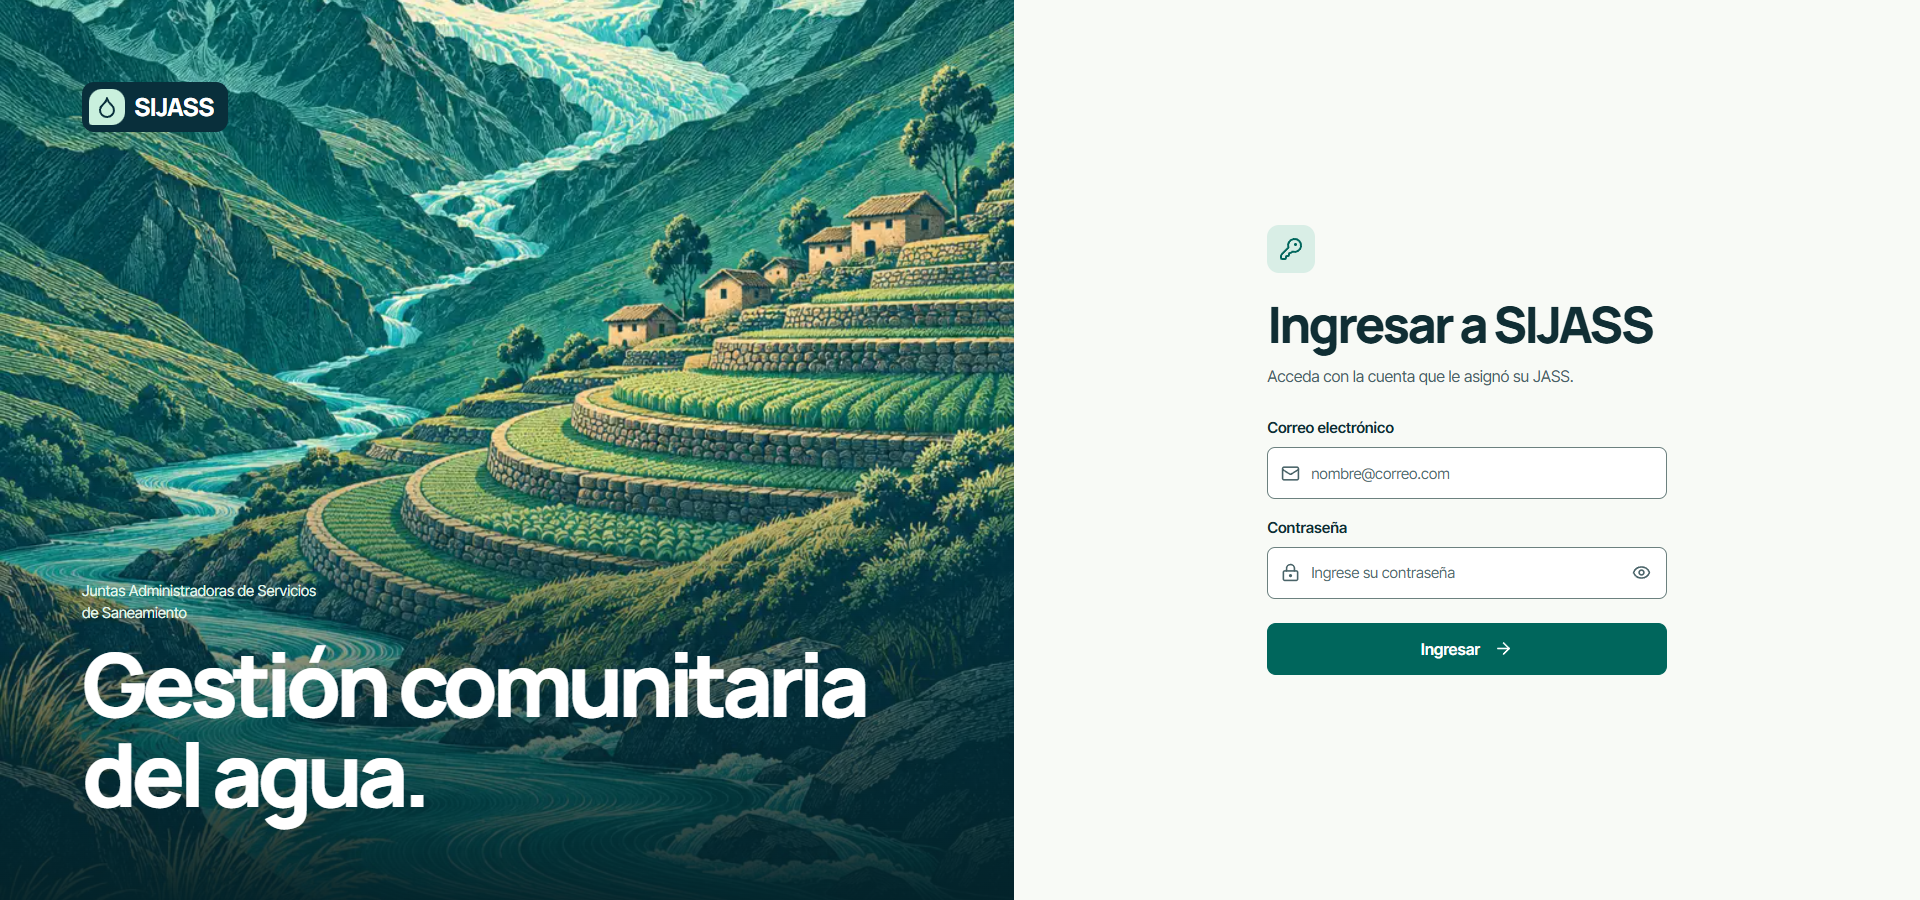 SIJASS
Juntas Administradoras de Servicios
de Saneamiento
Gestión comunitaria
del agua.
Ingresar a SIJASS
Acceda con la cuenta que le asignó su JASS.
Correo electrónico
nombre@correo.com
Contraseña
Ingrese su contraseña
Ingresar